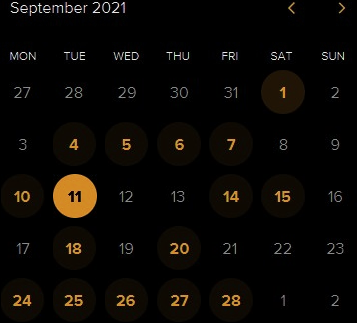 September 2021
MON TUE WED THU FRI SAT SUN
27 28 29 30 31 1 2
3 4 5 6 7 8 9
10 11 12 13 14 15 16
17 18 19 20 21 22 23
24 25 26 27 28 1 2